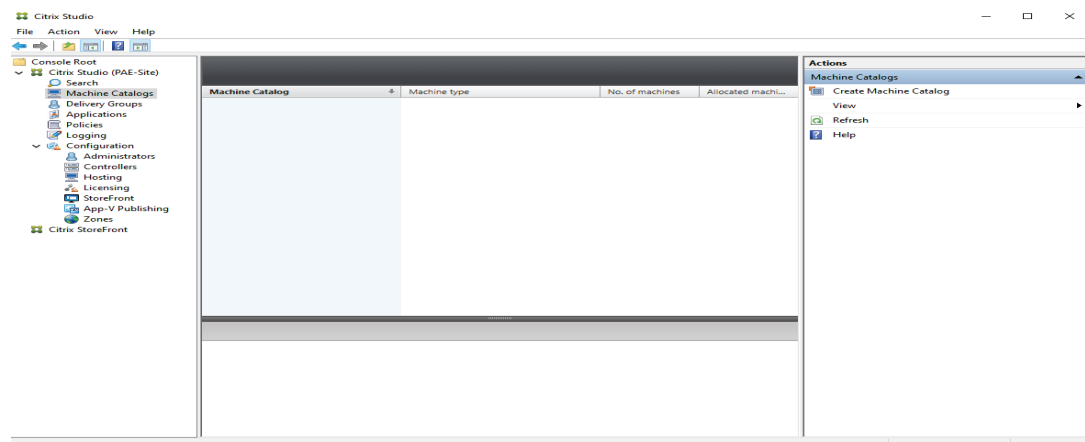 Citrix Studio
File Action View Help
Console Root
Citrix Studio (PAE-Site)
Search
Machine Catalogs
Delivery Groups
Applications
Policies
Logging
Configuration
Administrators
Controllers
Hosting
Licensing
StoreFront
App-V Publishing
Zones
Citrix StoreFront
Machine Catalog Machine type No. of machines Allocated machi...
Actions
Machine Catalogs
Create Machine Catalog
View
Refresh
Help